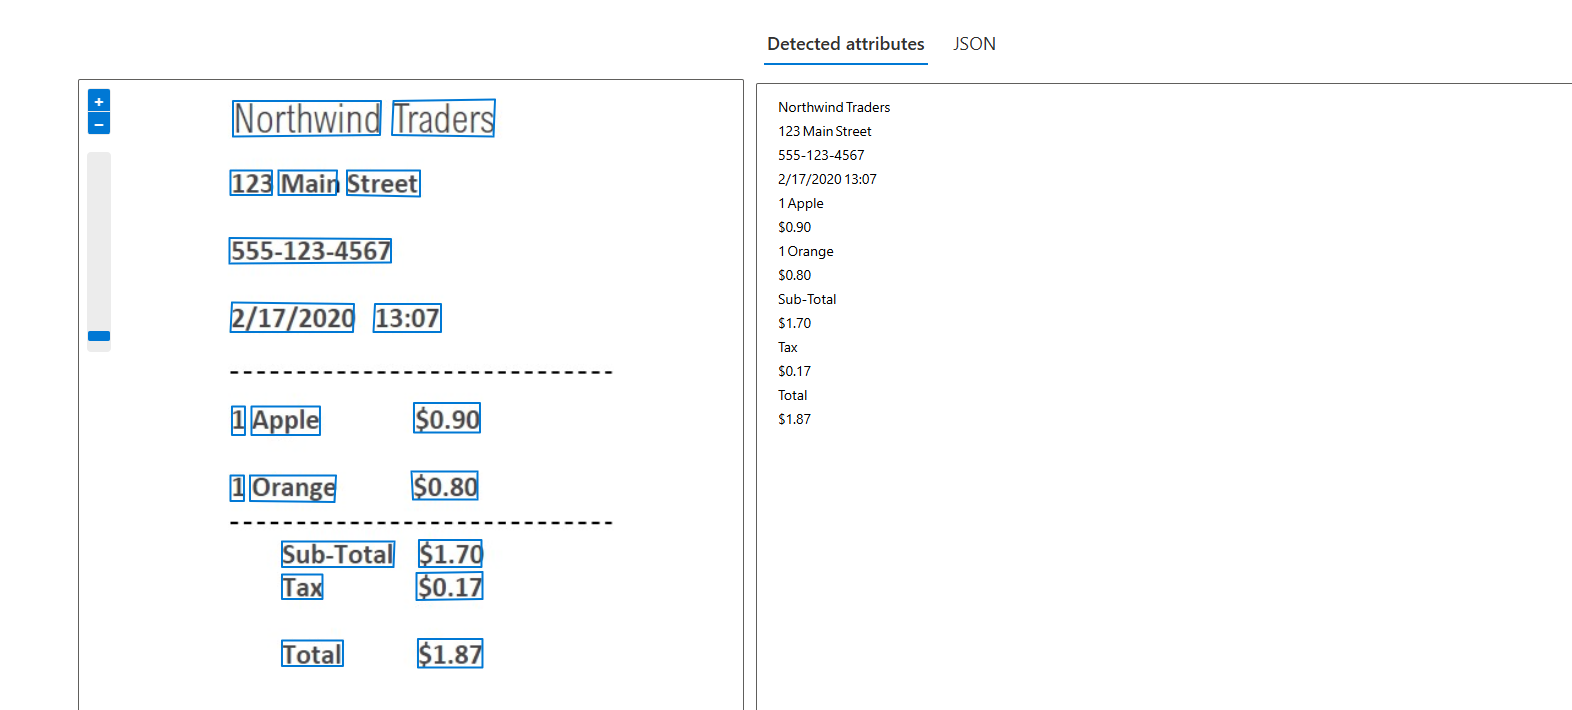 Detected attributes JSON
+
-
Northwind Traders
123 Main Street
555-123-4567
2/17/2020 13:07
------------------------------
1 Apple $0.90
1 Orange $0.80
------------------------------
Sub-Total $1.70
Tax $0.17
Total $1.87
Northwind Traders
123 Main Street
555-123-4567
2/17/2020 13:07
1 Apple
$0.90
1 Orange
$0.80
Sub-Total
$1.70
Tax
$0.17
Total
$1.87